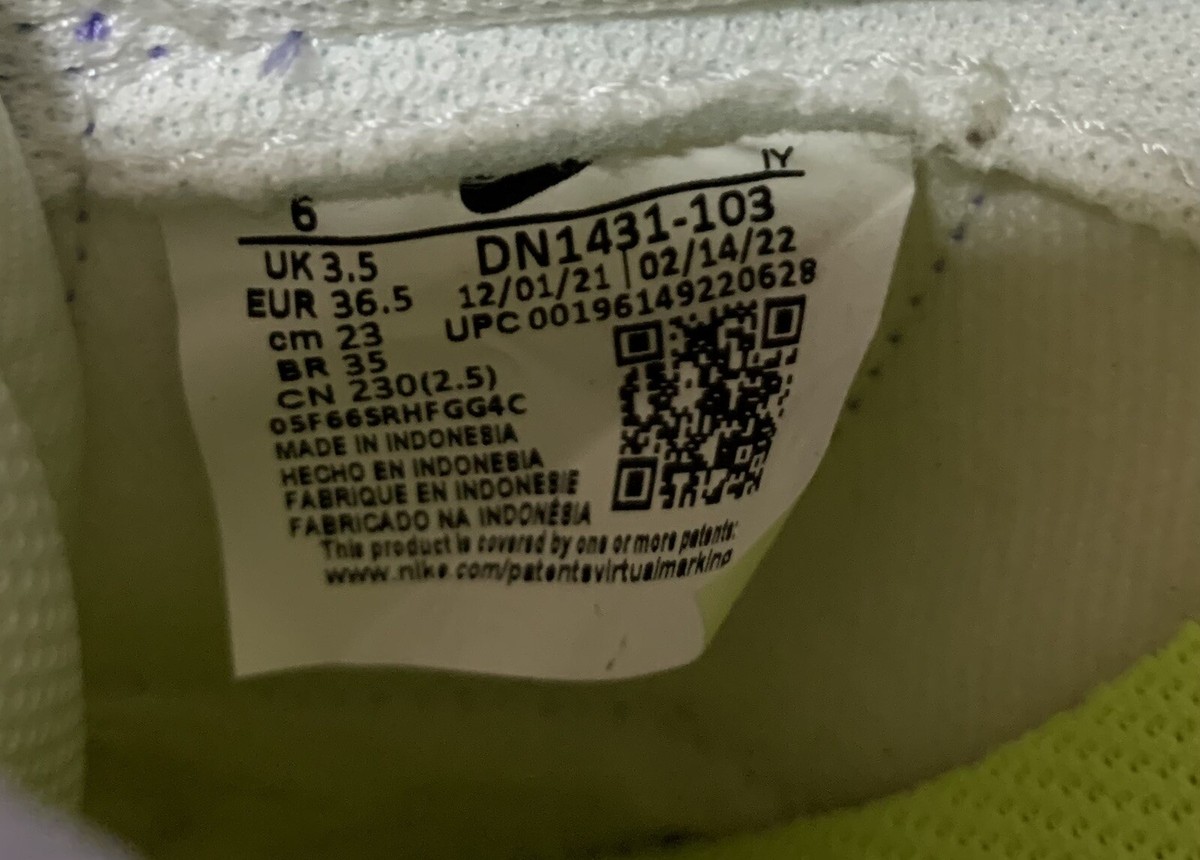 IY
6
UK 3.5
EUR 36.5
cm 23
BR 35
CN 230(2.5)
DN1431-103
12/01/21 | 02/14/22
UPC 00196149220628
05F66SRHFGG4C
MADE IN INDONESIA
HECHO EN INDONESIA
FABRIQUE EN INDONESIE
FABRICADO NA INDONÉSIA
This product is covered by one or more patents:
www.nike.com/patentsvirtualmarking